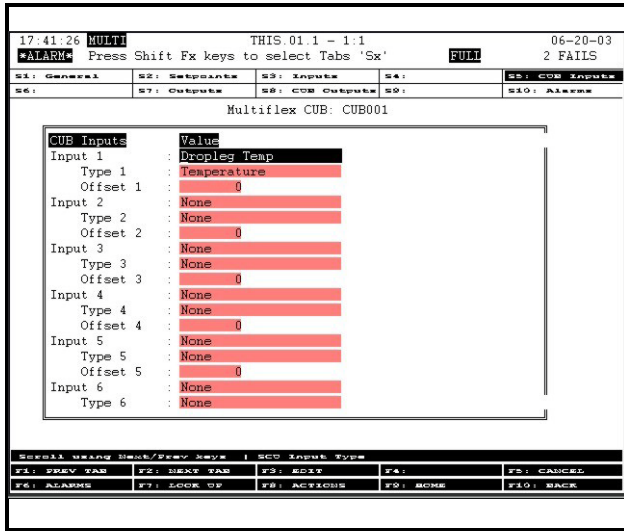 17:41:26 MULTI THIS.01.1 - 1:1 06-20-03
*ALARM* Press Shift Fx keys to select Tabs 'Sx' FULL 2 FAILS
S1: General S2: Setpoints S3: Inputs S4: S5: CUB Inputs
S6: S7: Outputs S8: CUB Outputs S9: S10: Alarms
Multiflex CUB: CUB001
CUB Inputs Value
Input 1 : Dropleg Temp
Type 1 : Temperature
Offset 1 : 0
Input 2 : None
Type 2 : None
Offset 2 : 0
Input 3 : None
Type 3 : None
Offset 3 : 0
Input 4 : None
Type 4 : None
Offset 4 : 0
Input 5 : None
Type 5 : None
Offset 5 : 0
Input 6 : None
Type 6 : None
Scroll using Next/Prev keys | SCU Input Type
F1: PREV TAB F2: NEXT TAB F3: EDIT F4: F5: CANCEL
F6: ALARMS F7: LOOK UP F8: ACTIONS F9: HOME F10: BACK